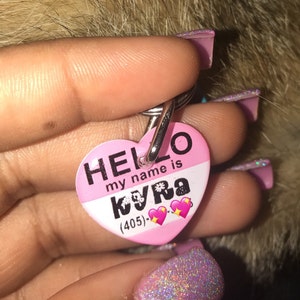 HELLO
my name is
KYRa
(405)-💖-💖